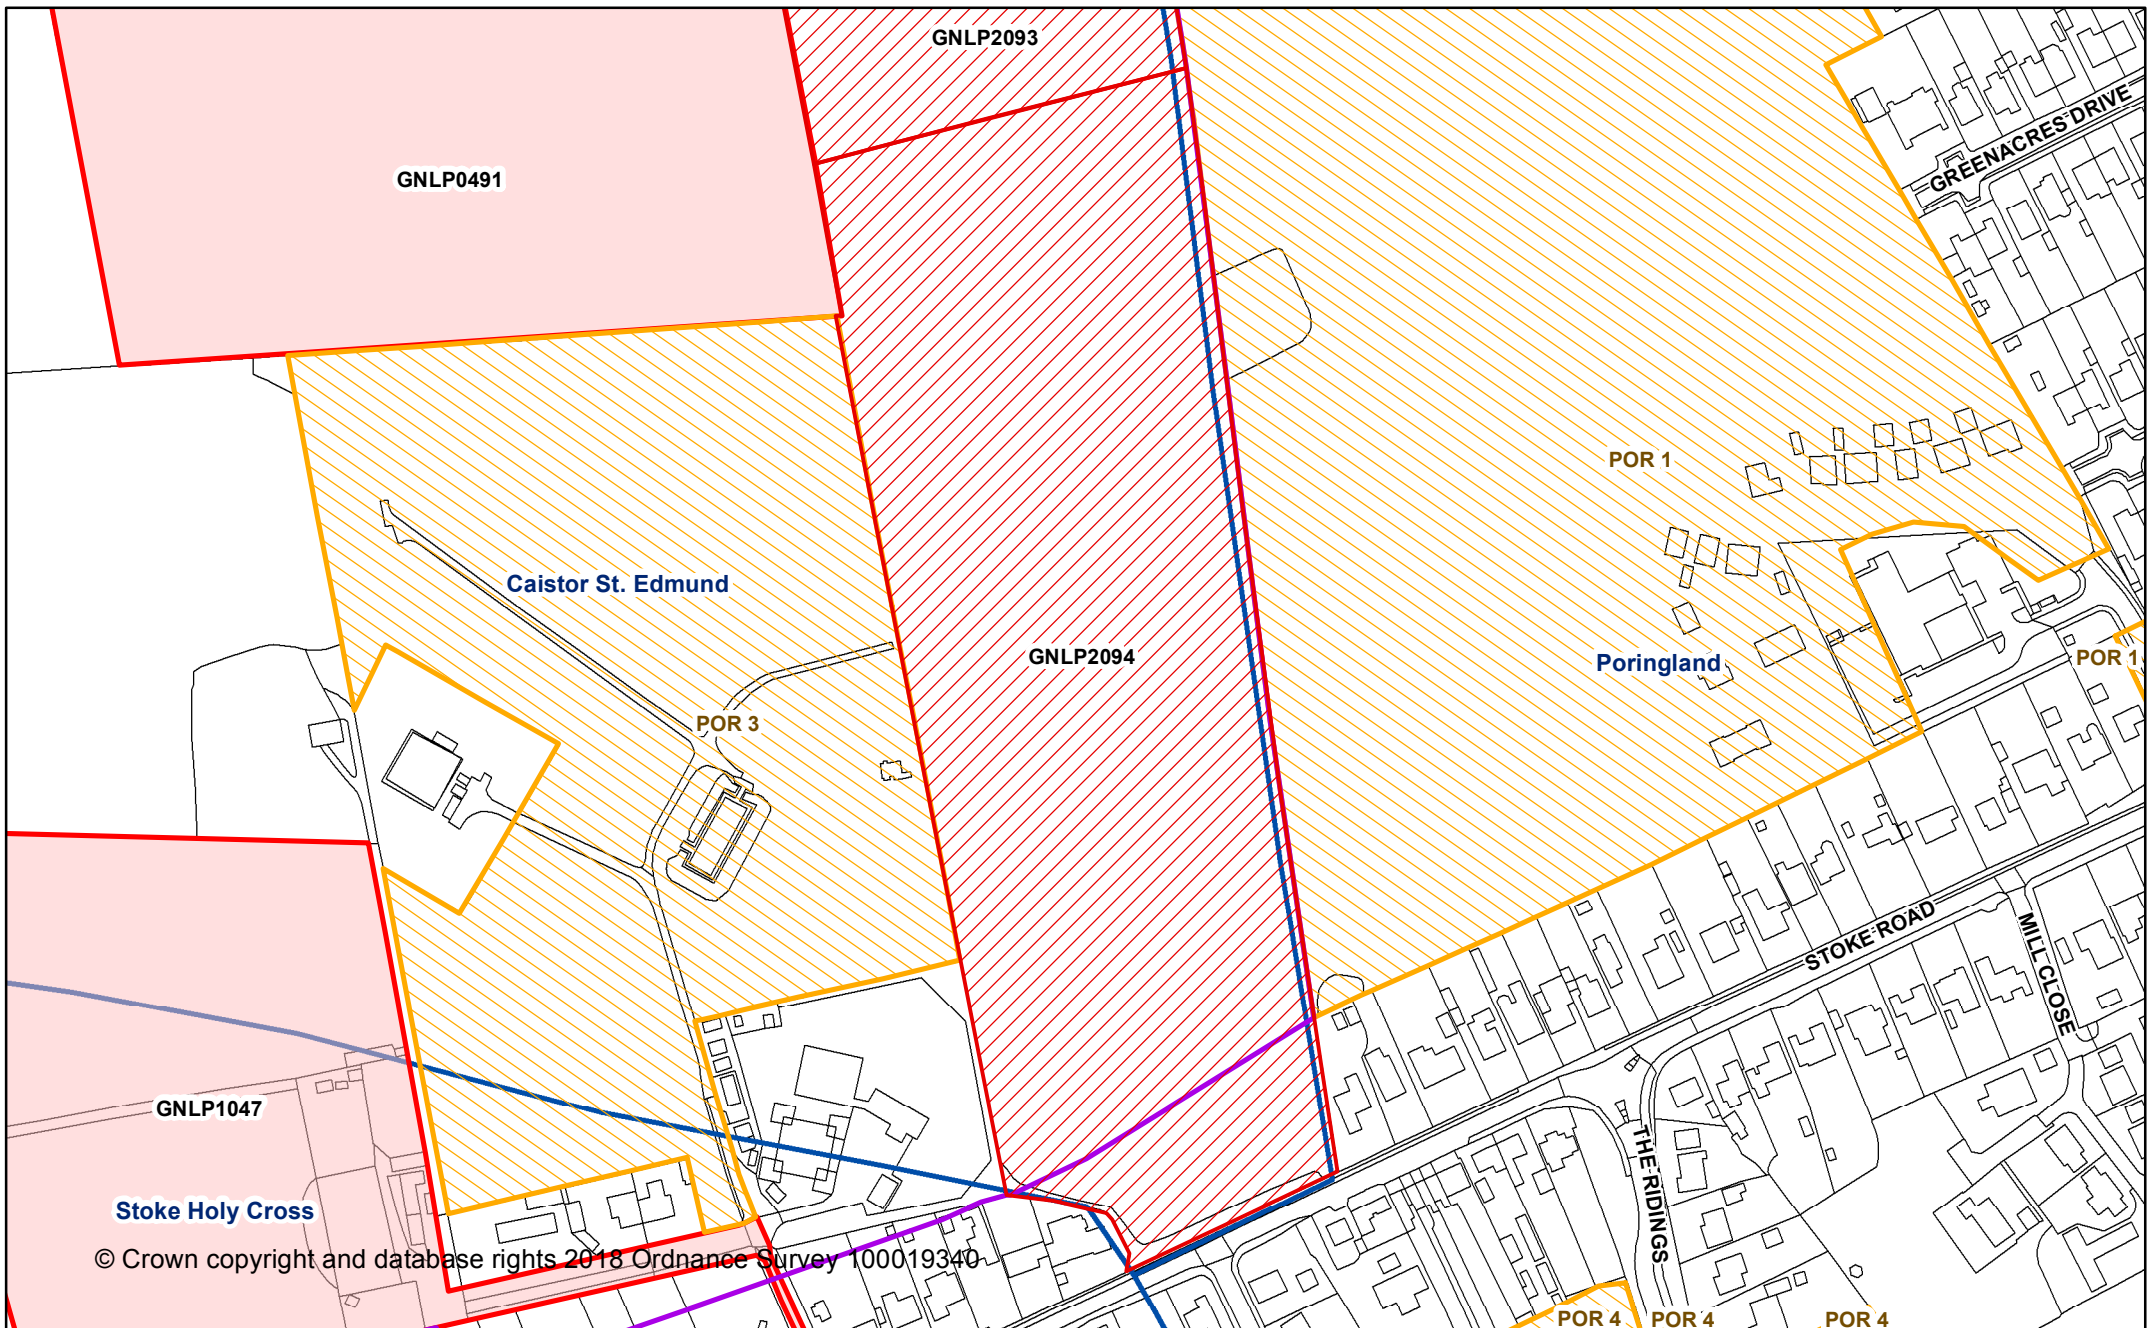 GNLP2093
GREENACRES DRIVE
GNLP0491
POR 1
Caistor St. Edmund
GNLP2094
Poringland
POR 1
POR 3
STOKE ROAD
MILL CLOSE
GNLP1047
THE RIDINGS
Stoke Holy Cross
© Crown copyright and database rights 2018 Ordnance Survey 100019340
POR 4
POR 4
POR 4